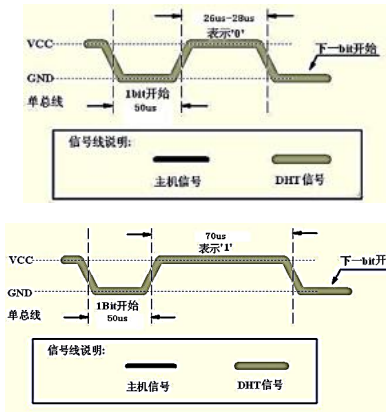 26us-28us
表示'0'
VCC
下一bit开始
GND
1bit开始
单总线
50us
信号线说明:
主机信号
DHT信号
70us
表示'1'
VCC
下一bit开
GND
1Bit开始
单总线
50us
信号线说明:
主机信号
DHT信号